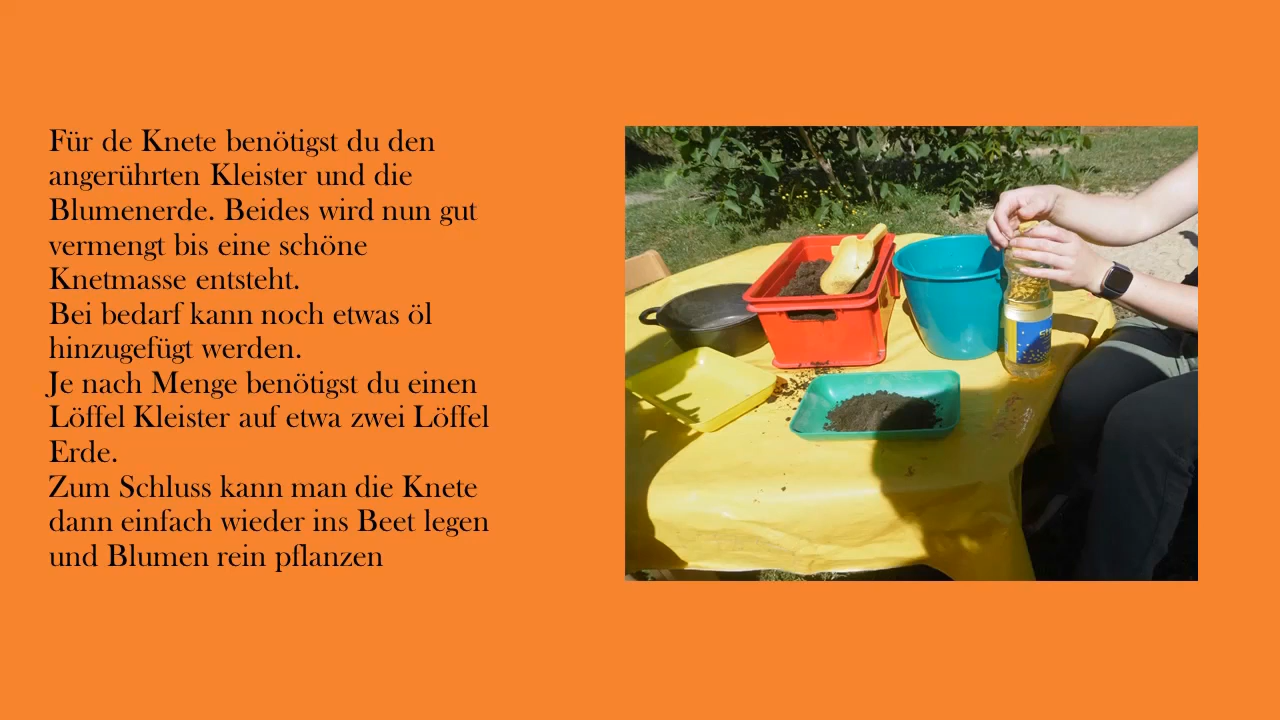 Für de Knete benötigst du den
angerührten Kleister und die
Blumenerde. Beides wird nun gut
vermengt bis eine schöne
Knetmasse entsteht.
Bei bedarf kann noch etwas öl
hinzugefügt werden.
Je nach Menge benötigst du einen
Löffel Kleister auf etwa zwei Löffel
Erde.
Zum Schluss kann man die Knete
dann einfach wieder ins Beet legen
und Blumen rein pflanzen